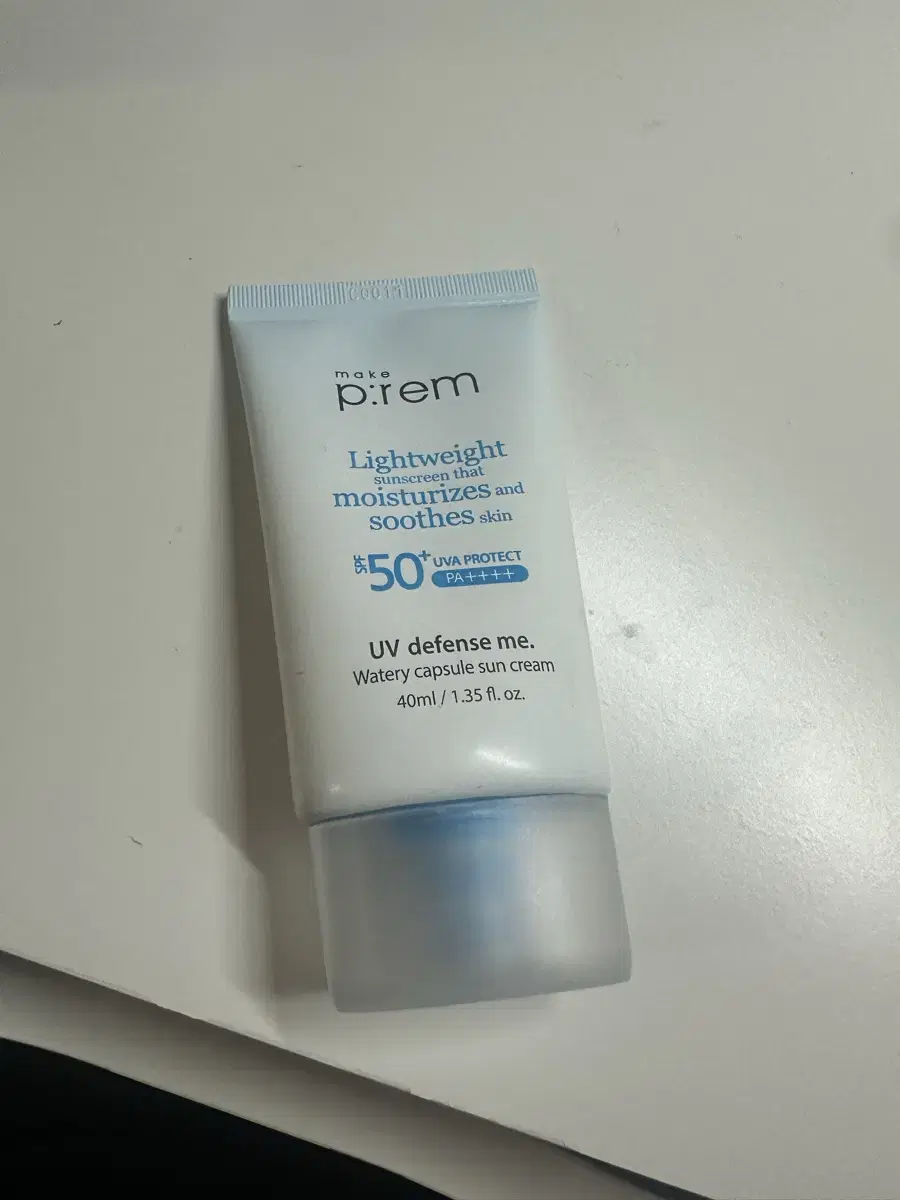 make
p:rem
Lightweight
sunscreen that
moisturizes and
soothes skin
SPF 50+ UVA PROTECT
PA++++
UV defense me.
Watery capsule sun cream
40ml / 1.35 fl. oz.